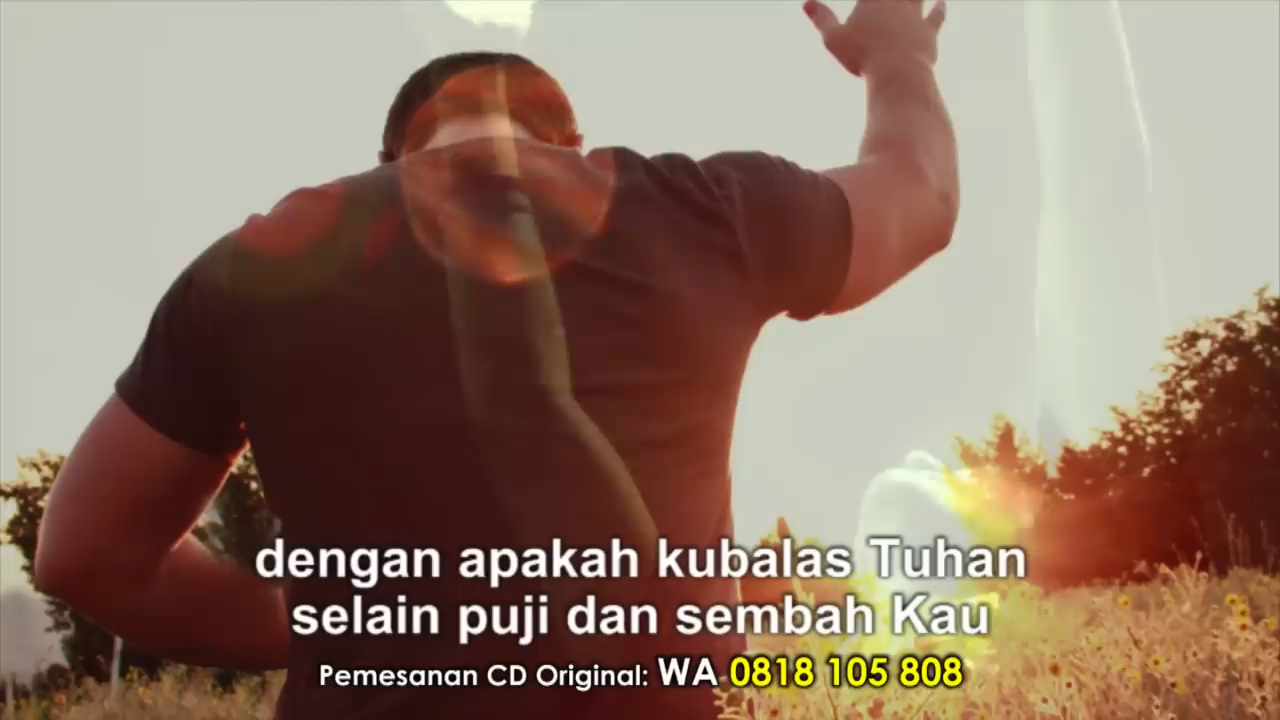 dengan apakah kubalas Tuhan
selain puji dan sembah Kau
Pemesanan CD Original: WA 0818 105 808